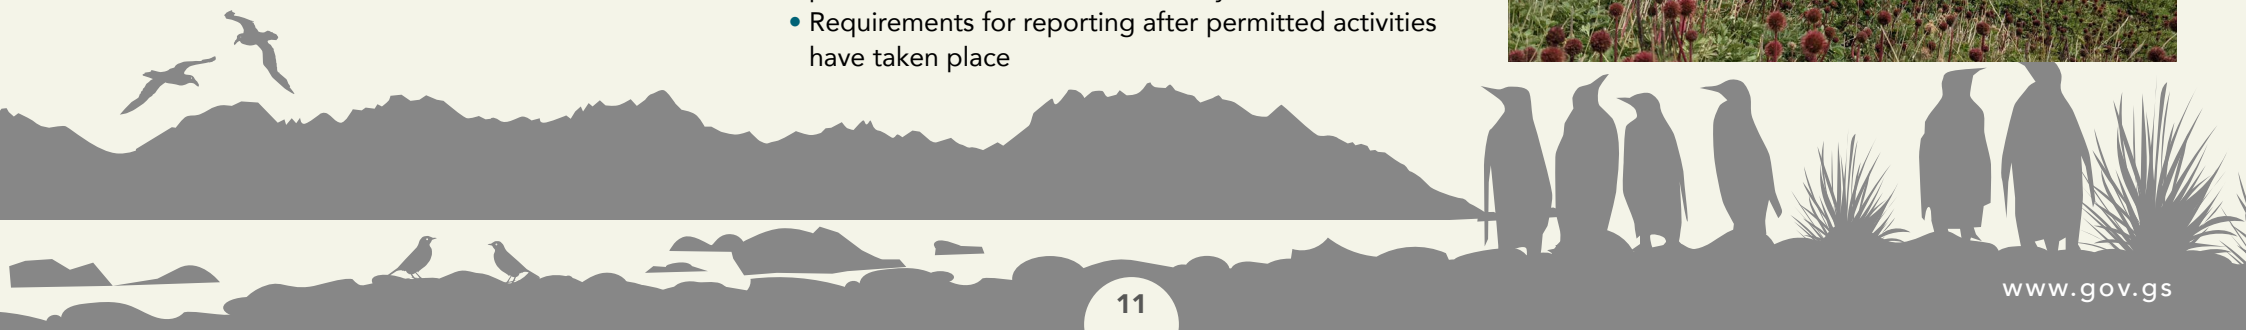 • Requirements for reporting after permitted activities
have taken place
11
www.gov.gs